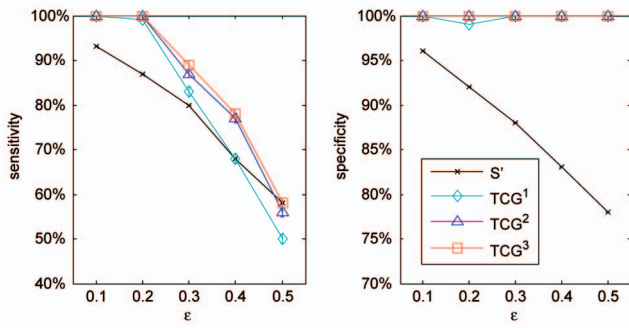 100%
90%
80%
70%
60%
50%
40%
sensitivity
0.1 0.2 0.3 0.4 0.5
ε
100%
95%
90%
85%
80%
75%
70%
specificity
S'
TCG¹
TCG²
TCG³
0.1 0.2 0.3 0.4 0.5
ε